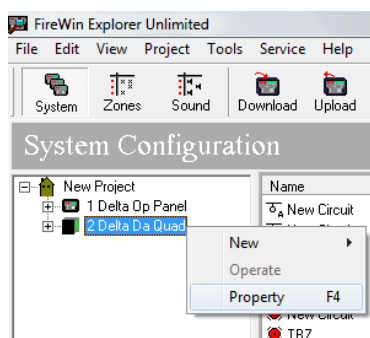 FireWin Explorer Unlimited
File Edit View Project Tools Service Help
System Zones Sound Download Upload
System Configuration
New Project
1 Delta Op Panel
2 Delta Da Quad
Name
New Circuit
New
Operate
Property F4
New Circuit
TB7